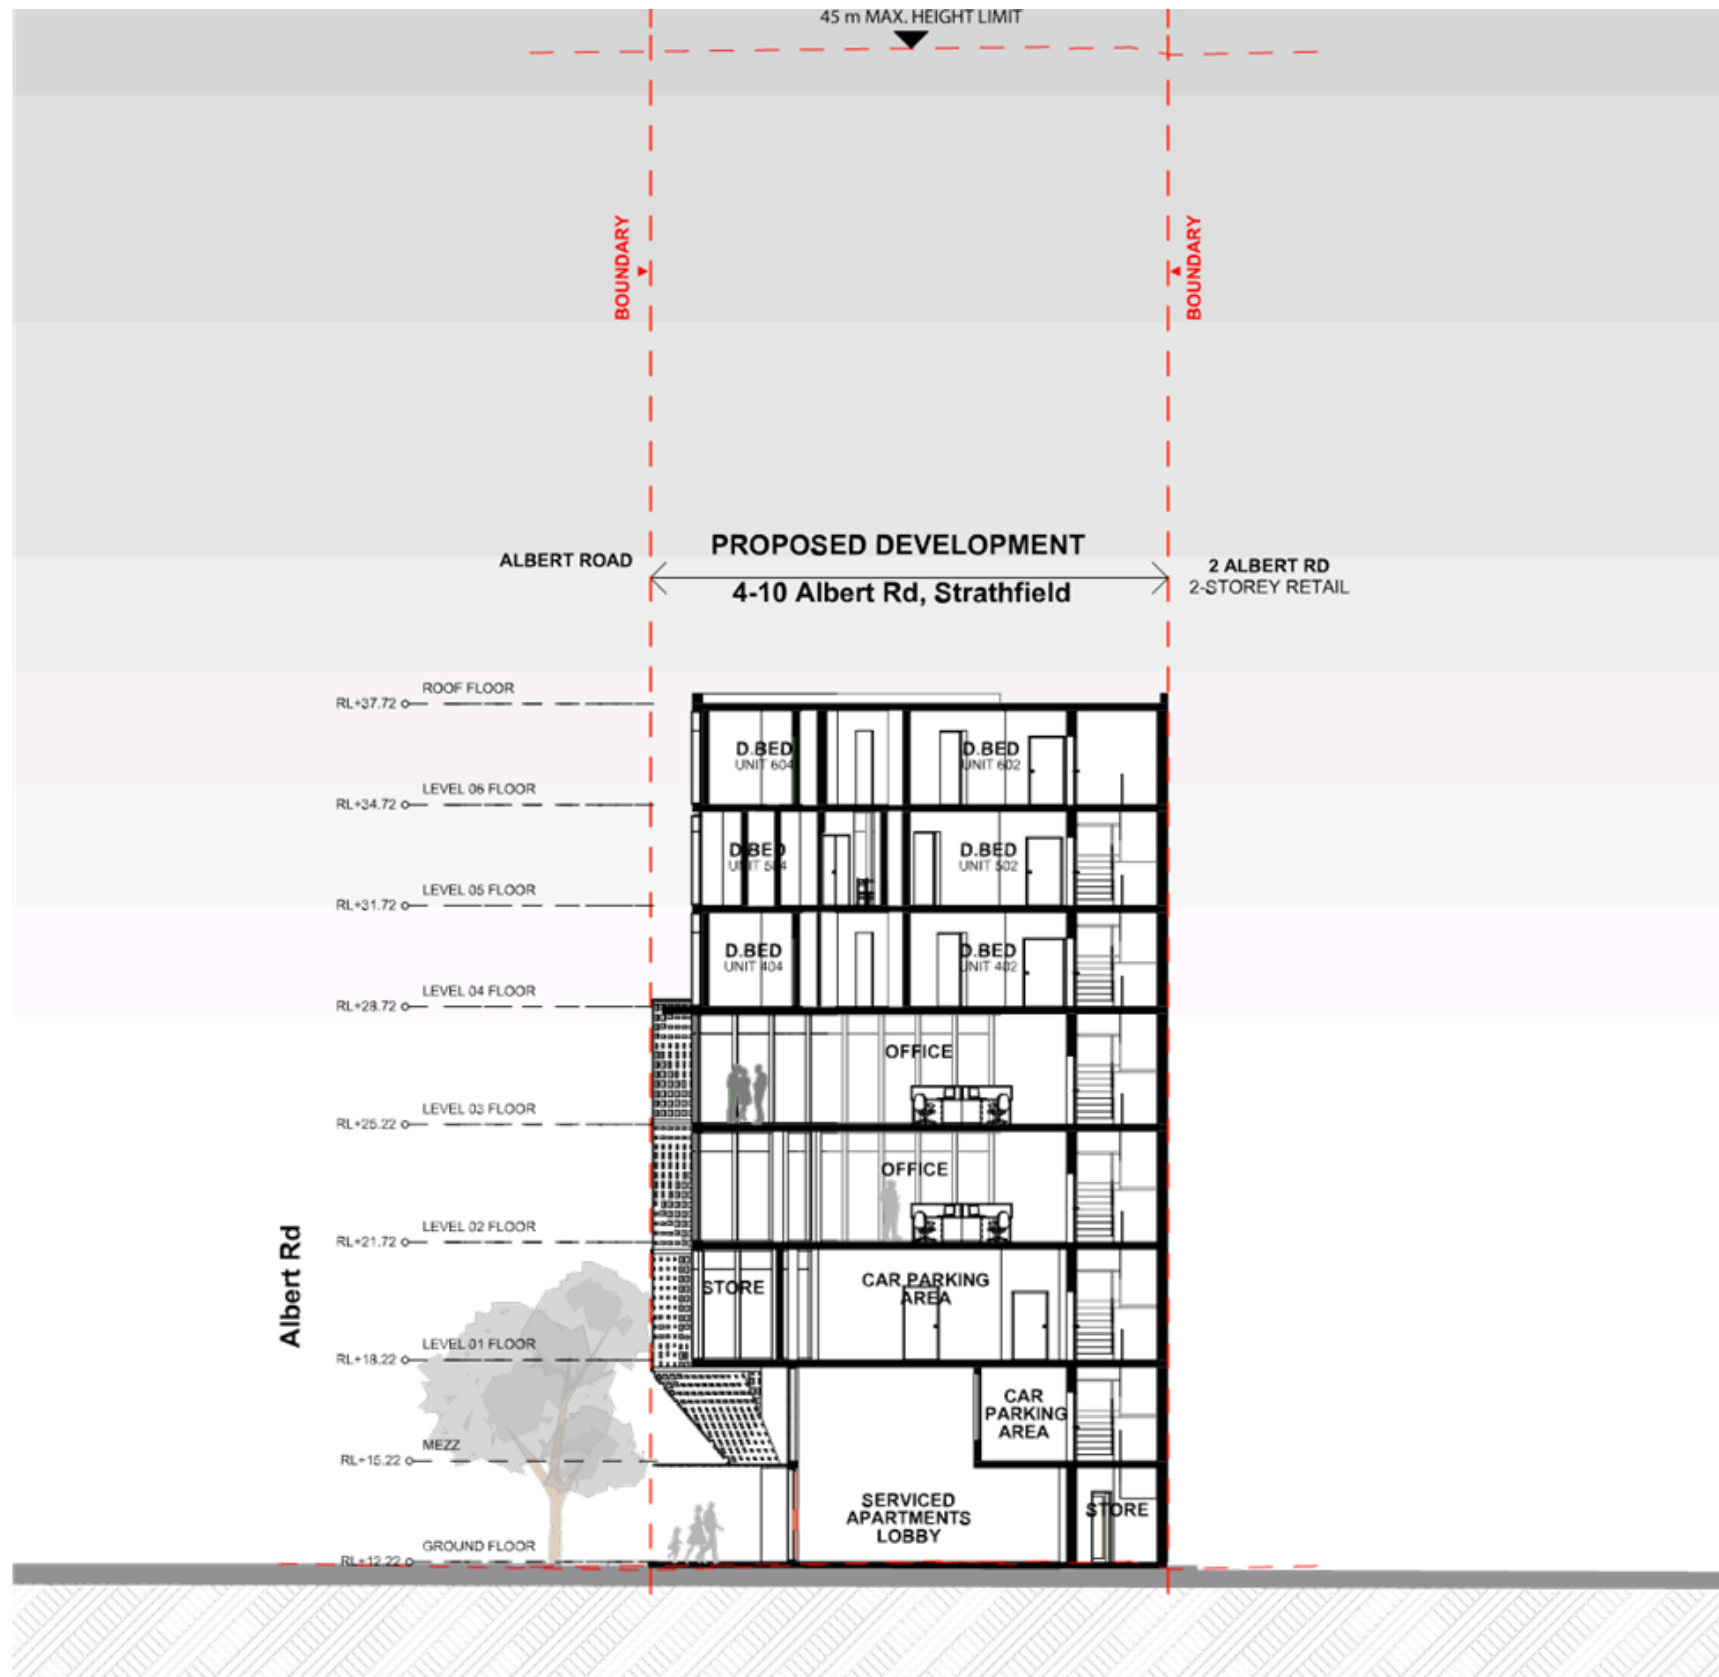 45 m MAX. HEIGHT LIMIT
BOUNDARY
BOUNDARY
ALBERT ROAD
PROPOSED DEVELOPMENT
4-10 Albert Rd, Strathfield
2 ALBERT RD
2-STOREY RETAIL
ROOF FLOOR
RL+37.72
D.BED
UNIT 604
D.BED
UNIT 602
LEVEL 06 FLOOR
RL+34.72
D.BED
UNIT 504
D.BED
UNIT 502
LEVEL 05 FLOOR
RL+31.72
D.BED
UNIT 404
D.BED
UNIT 402
LEVEL 04 FLOOR
RL+28.72
OFFICE
LEVEL 03 FLOOR
RL+25.22
OFFICE
LEVEL 02 FLOOR
RL+21.72
Albert Rd
STORE
CAR PARKING
AREA
LEVEL 01 FLOOR
RL+18.22
CAR
PARKING
AREA
MEZZ
RL+15.22
SERVICED
APARTMENTS
LOBBY
STORE
GROUND FLOOR
RL+12.22